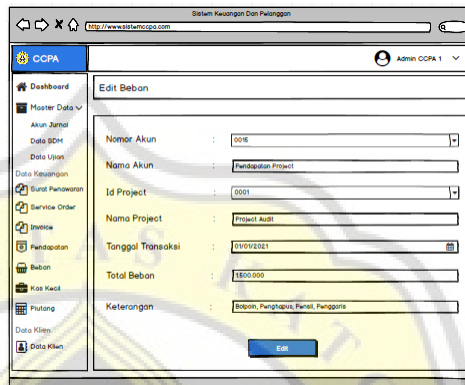 Sistem Keuangan Dan Pelanggan
http://www.sistemccpa.com
CCPA
Admin CCPA 1
Dashboard
Master Data
Akun Jurnal
Data SDM
Data Ujian
Data Keuangan
Surat Penawaran
Service Order
Invoice
Pendapatan
Beban
Kas Kecil
Piutang
Data Klien
Data Klien
Edit Beban
Nomor Akun : 0015
Nama Akun : Pendapatan Project
Id Project : 0001
Nama Project : Project Audit
Tanggal Transaksi : 01/01/2021
Total Beban : 1.500.000
Keterangan : Bolpoin, Penghapus, Pensil, Penggaris
Edit